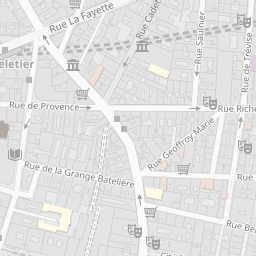 Rue La Fayette
Rue Cadet
Rue Saulnier
Rue de Trévise
eletier
Rue de Provence
Rue Riche
Rue Geoffroy Marie
Rue de la Grange Batelière
Rue Be